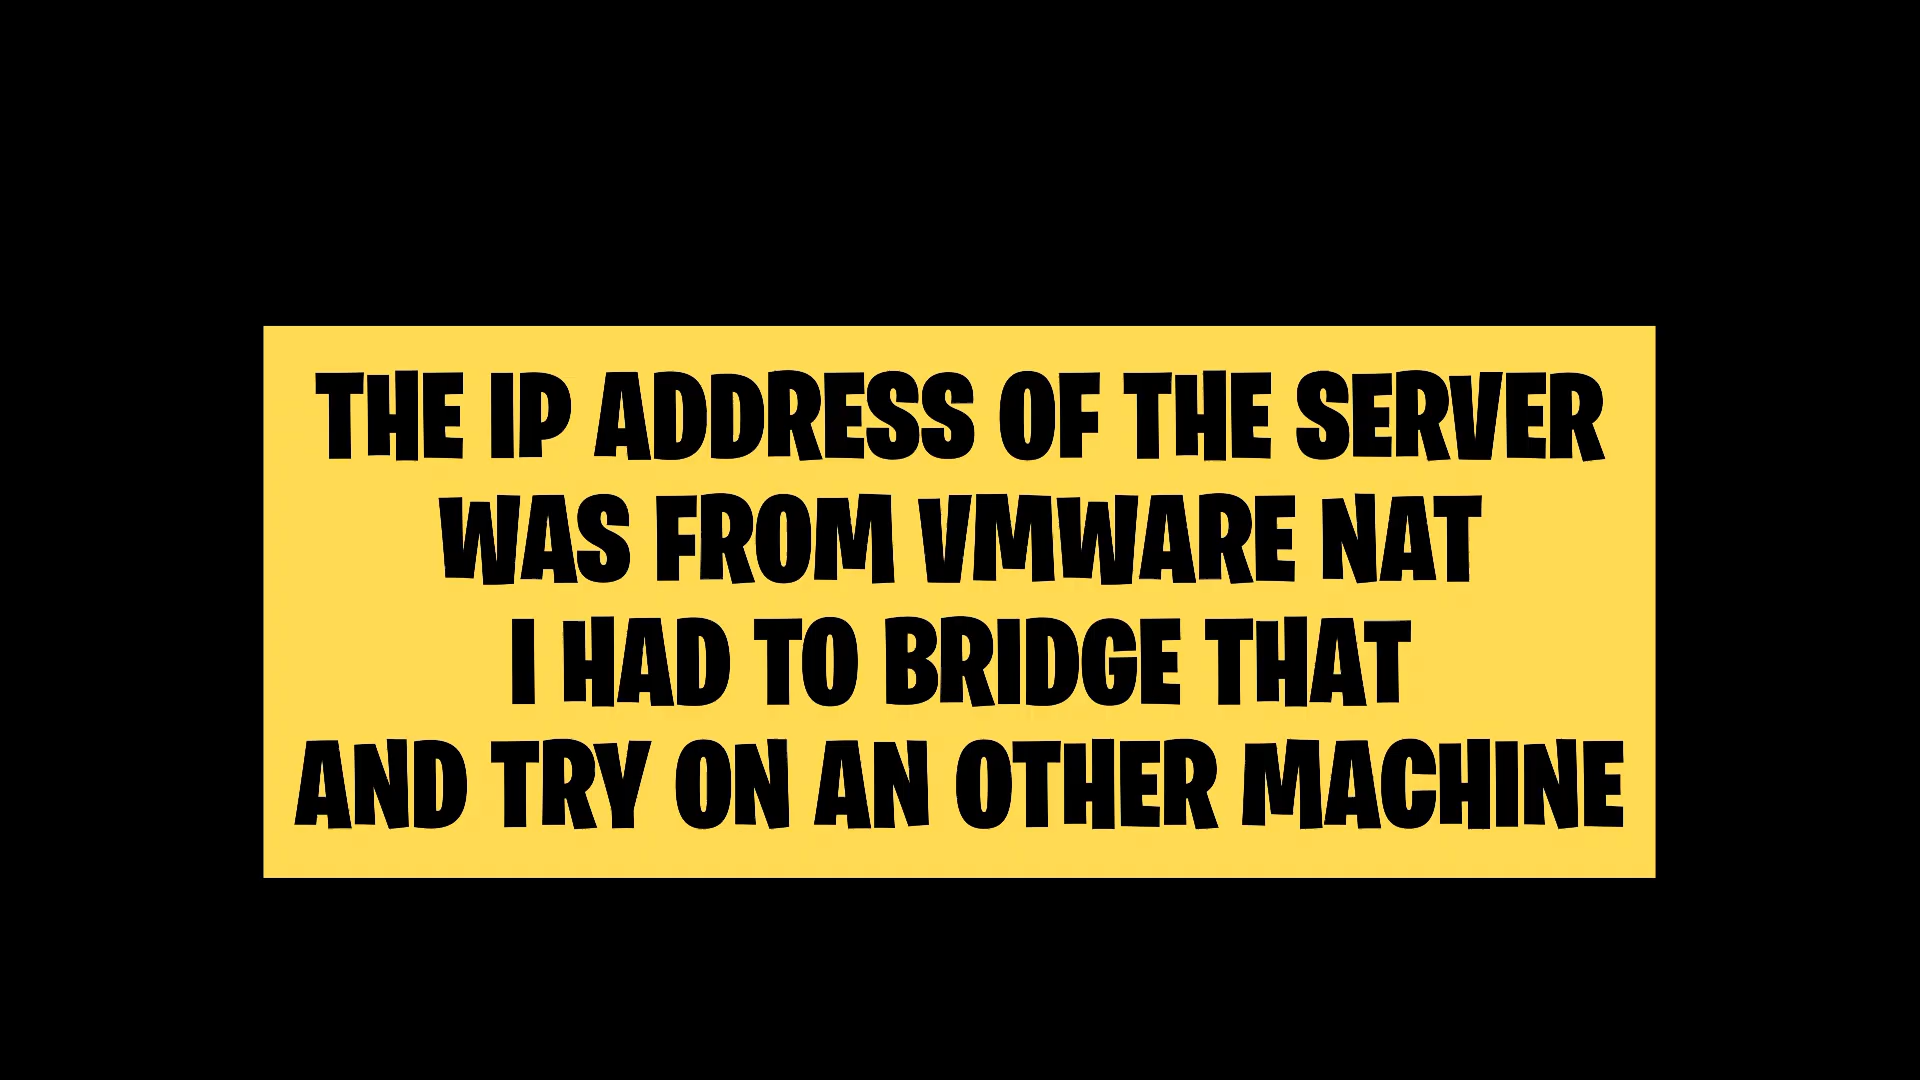 THE IP ADDRESS OF THE SERVER
WAS FROM VMWARE NAT
I HAD TO BRIDGE THAT
AND TRY ON AN OTHER MACHINE